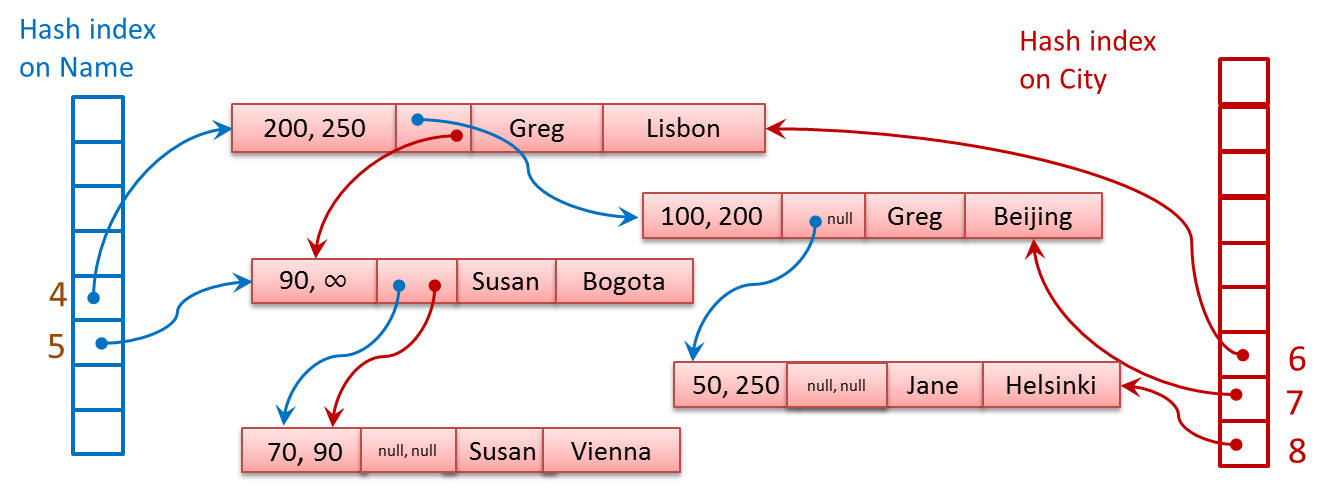 Hash index
on Name
Hash index
on City
200, 250 Greg Lisbon
100, 200 null Greg Beijing
90, ∞ Susan Bogota
4
5
6
50, 250 null, null Jane Helsinki
7
70, 90 null, null Susan Vienna
8